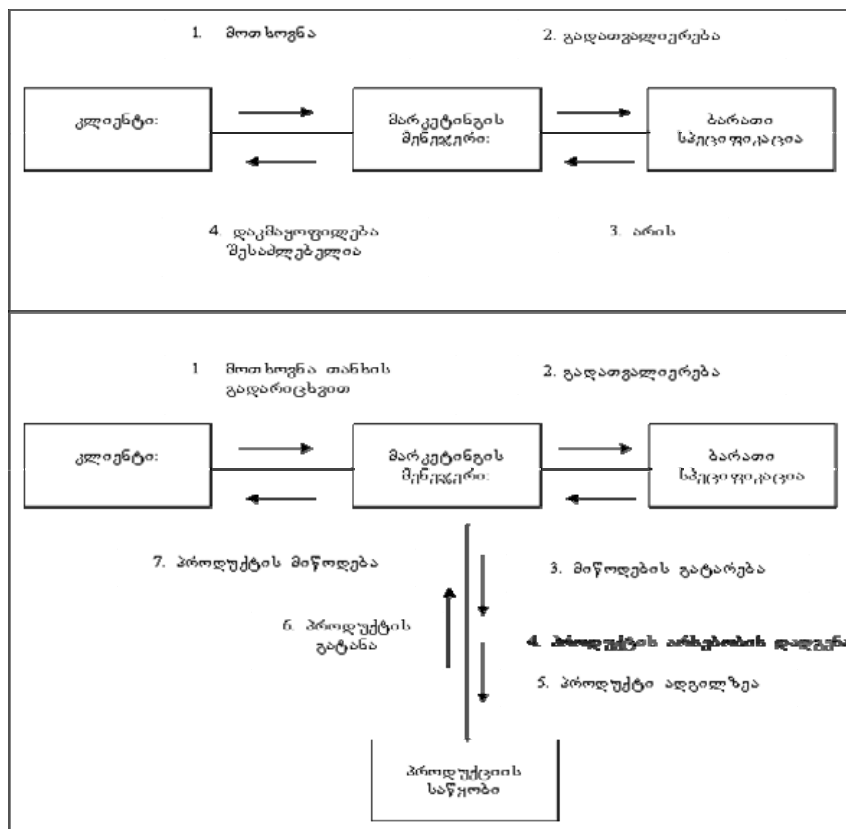 1. მოთხოვნა
2. გადათვალიერება
კლიენტი:
მარკეტინგის
მენეჯერი:
ბარათი
სპეციფიკაცია
4. დაკმაყოფილება
შესაძლებელია
3. არის
1 მოთხოვნა თანხის
გადარიცხვით
2. გადათვალიერება
კლიენტი:
მარკეტინგის
მენეჯერი:
ბარათი
სპეციფიკაცია
7. პროდუქტის მიწოდება
3. მიწოდების გატარება
6. პროდუქტის
გატანა
4. პროდუქტის არსებობის დადგენა
5. პროდუქტი ადგილზეა
პროდუქციის
საწყობი